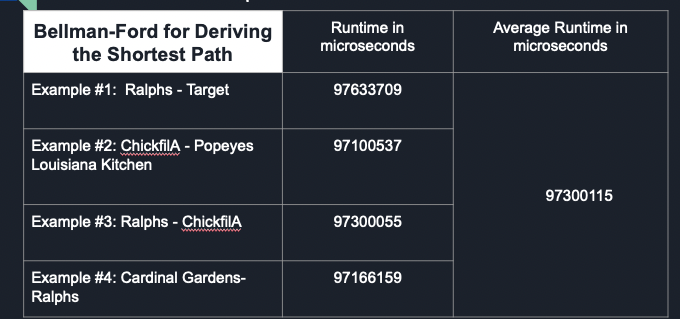 Bellman-Ford for Deriving
the Shortest Path
Runtime in
microseconds
Average Runtime in
microseconds
Example #1:  Ralphs - Target
97633709
Example #2: ChickfilA - Popeyes
Louisiana Kitchen
97100537
97300115
Example #3: Ralphs - ChickfilA
97300055
Example #4: Cardinal Gardens-
Ralphs
97166159